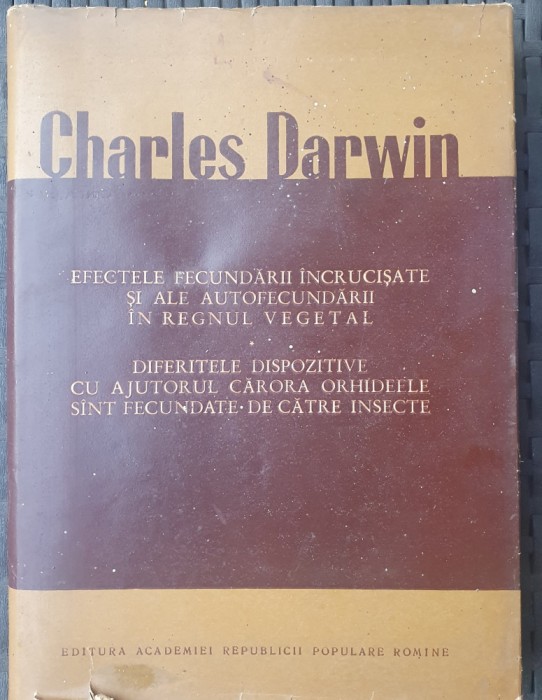 Charles Darwin
EFECTELE FECUNDĂRII ÎNCRUCIȘATE
ȘI ALE AUTOFECUNDĂRII
ÎN REGNUL VEGETAL
DIFERITELE DISPOZITIVE
CU AJUTORUL CĂRORA ORHIDEELE
SÎNT FECUNDATE DE CĂTRE INSECTE
EDITURA ACADEMIEI REPUBLICII POPULARE ROMÎNE